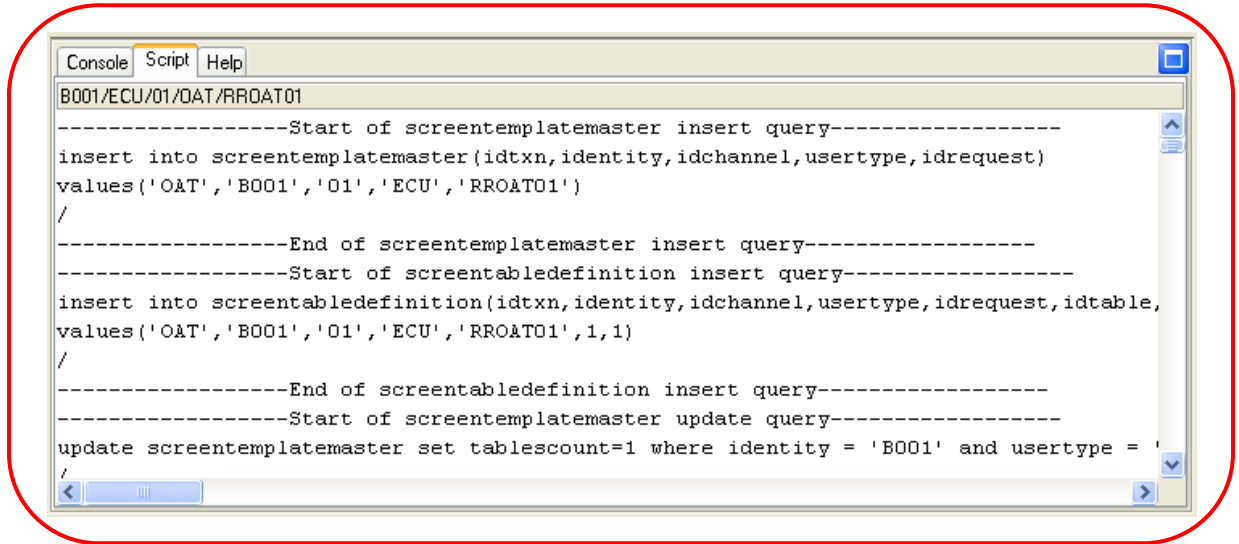 Console Script Help
B001/ECU/01/OAT/RROAT01
------------------Start of screentemplatemaster insert query------------------
insert into screentemplatemaster(idtxn,identity,idchannel,usertype,idrequest)
values('OAT','B001','01','ECU','RROAT01')
/
------------------End of screentemplatemaster insert query------------------
------------------Start of screentabledefinition insert query------------------
insert into screentabledefinition(idtxn,identity,idchannel,usertype,idrequest,idtable,
values('OAT','B001','01','ECU','RROAT01',1,1)
/
------------------End of screentabledefinition insert query------------------
------------------Start of screentemplatemaster update query------------------
update screentemplatemaster set tablescount=1 where identity = 'B001' and usertype = '
/